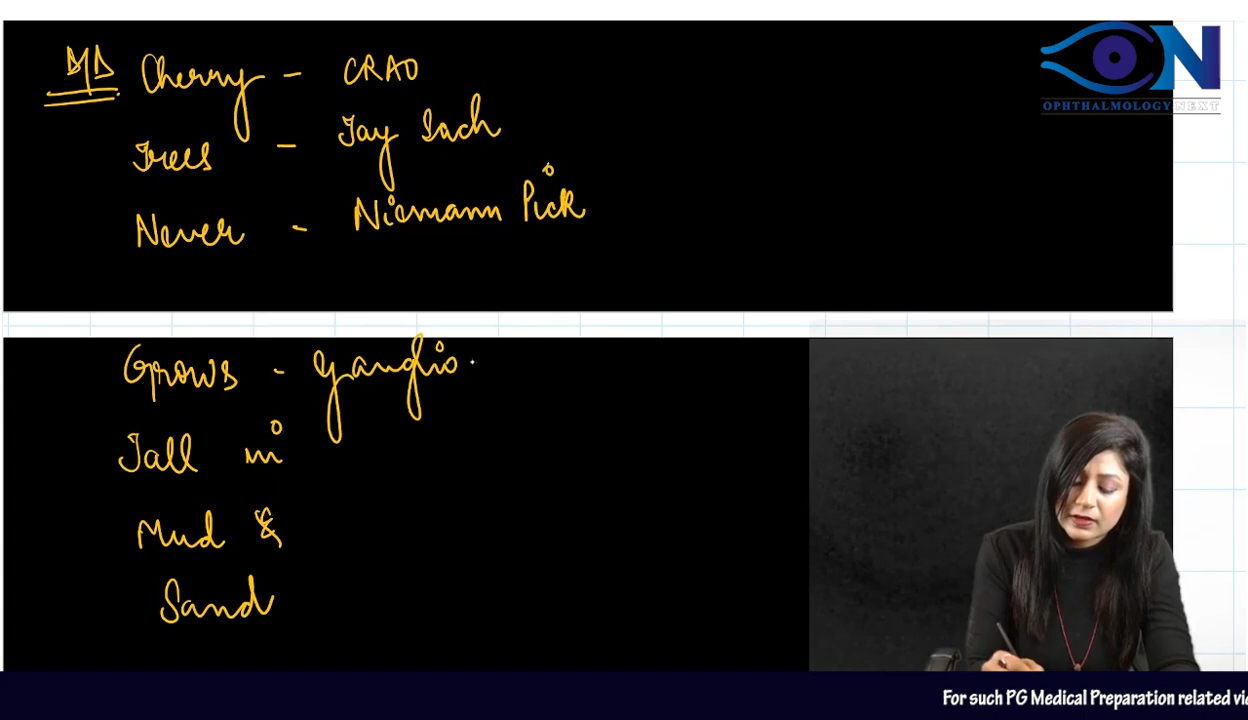 D/D Cherry - CRAO
Trees - Tay Sach
Never - Niemann Pick
Grows - Ganglio
Tall in
Mud &
Sand
ON
OPHTHALMOLOGY NEXT
For such PG Medical Preparation related vi